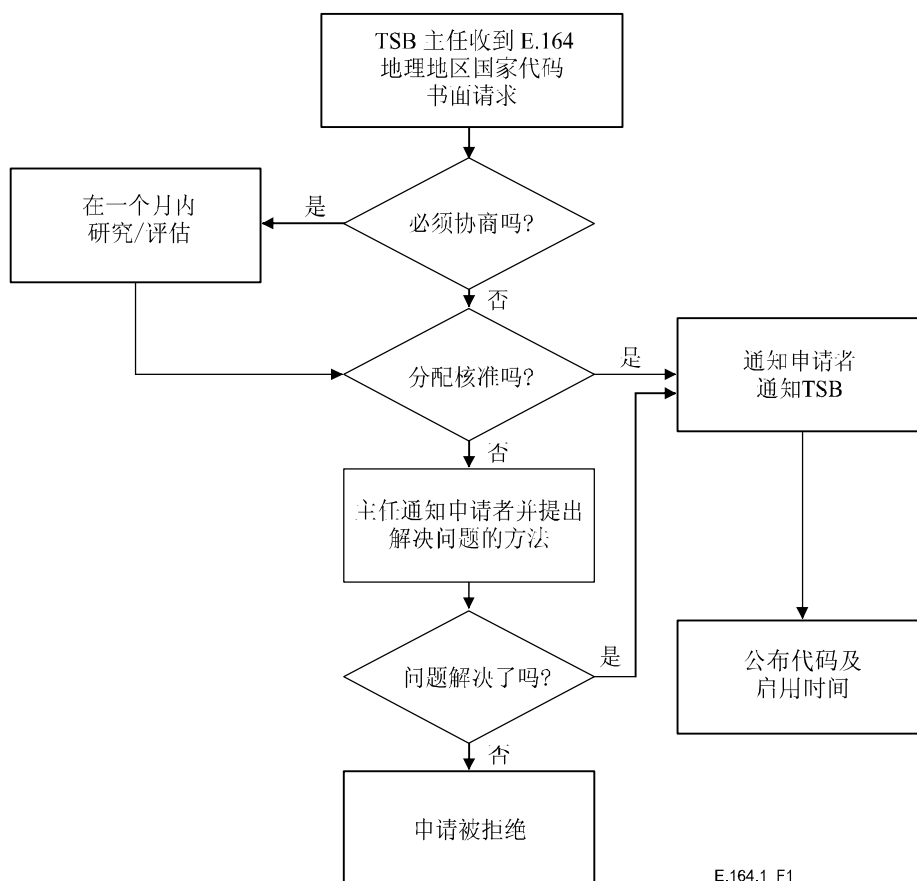 TSB 主任收到 E.164
地理地区国家代码
书面请求
在一个月内
研究/评估
是
必须协商吗?
否
分配核准吗?
是
通知申请者
通知TSB
否
主任通知申请者并提出
解决问题的方法
问题解决了吗?
是
公布代码及
启用时间
否
申请被拒绝
E.164.1_F1